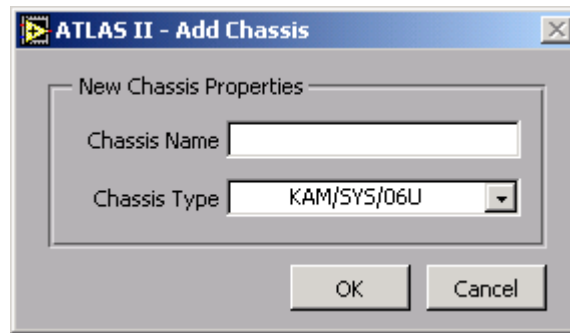 ATLAS II - Add Chassis
New Chassis Properties
Chassis Name
Chassis Type KAM/SYS/06U
OK Cancel